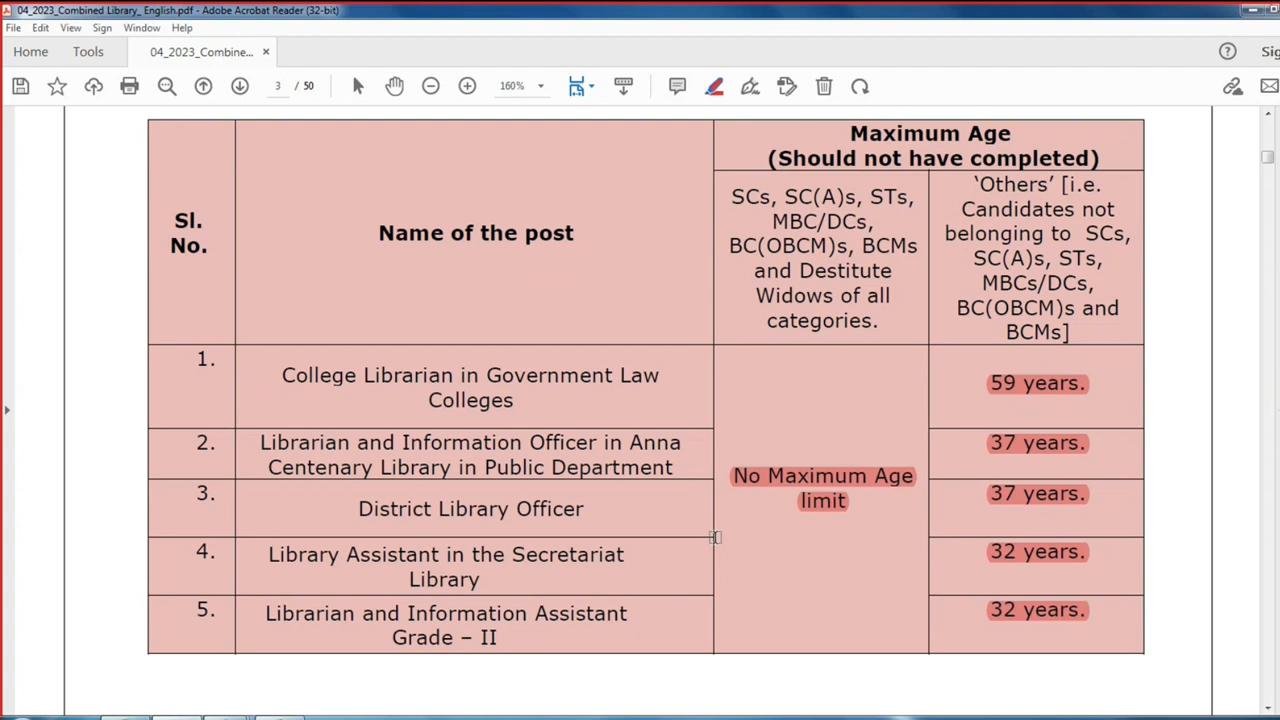 04_2023_Combined Library_ English.pdf - Adobe Acrobat Reader (32-bit)
File Edit View Sign Window Help
Home Tools 04_2023_Combine... ×
3 / 50 160%
Maximum Age
(Should not have completed)
Sl.
No.
Name of the post
SCs, SC(A)s, STs,
MBC/DCs,
BC(OBCM)s, BCMs
and Destitute
Widows of all
categories.
‘Others’ [i.e.
Candidates not
belonging to SCs,
SC(A)s, STs,
MBCs/DCs,
BC(OBCM)s and
BCMs]
1.
College Librarian in Government Law
Colleges
59 years.
2.
Librarian and Information Officer in Anna
Centenary Library in Public Department
37 years.
No Maximum Age
limit
3.
District Library Officer
37 years.
4.
Library Assistant in the Secretariat
Library
32 years.
5.
Librarian and Information Assistant
Grade – II
32 years.